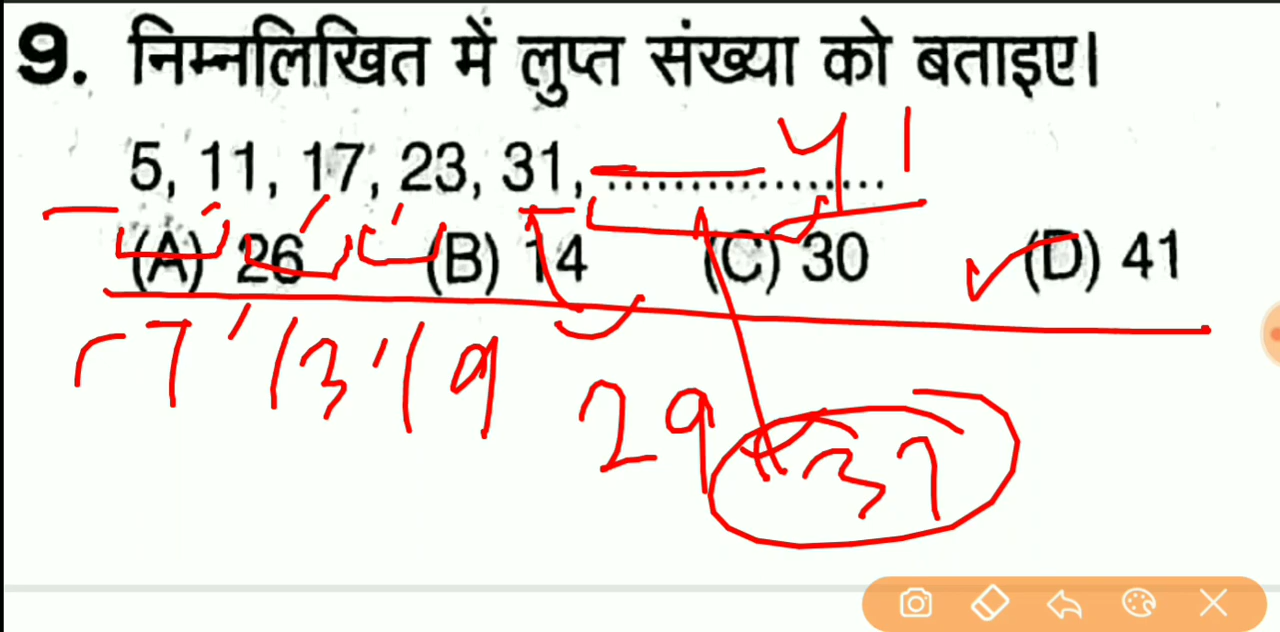 9. निम्नलिखित में लुप्त संख्या को बताइए।
5, 11, 17, 23, 31, .................... 41
(A) 26 (B) 14 (C) 30 (D) 41
7 13 19
29 37